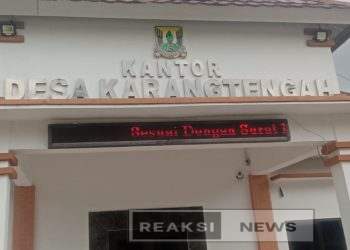 KANTOR
DESA KARANGTENGAH
Sesuai Dengan Surat
REAKSI NEWS